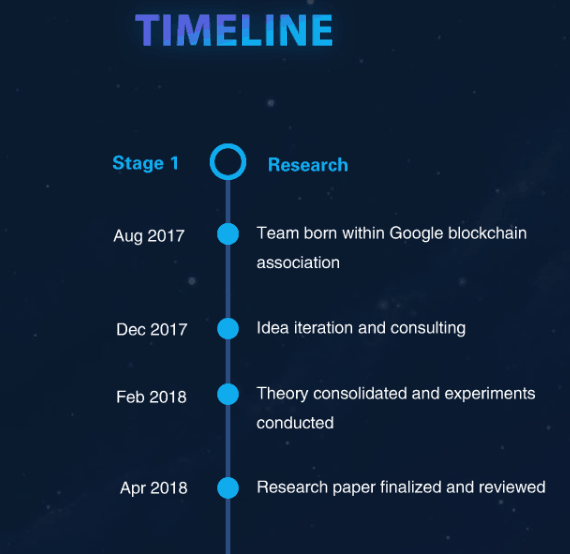 TIMELINE
Stage 1 Research
Aug 2017 Team born within Google blockchain
association
Dec 2017 Idea iteration and consulting
Feb 2018 Theory consolidated and experiments
conducted
Apr 2018 Research paper finalized and reviewed